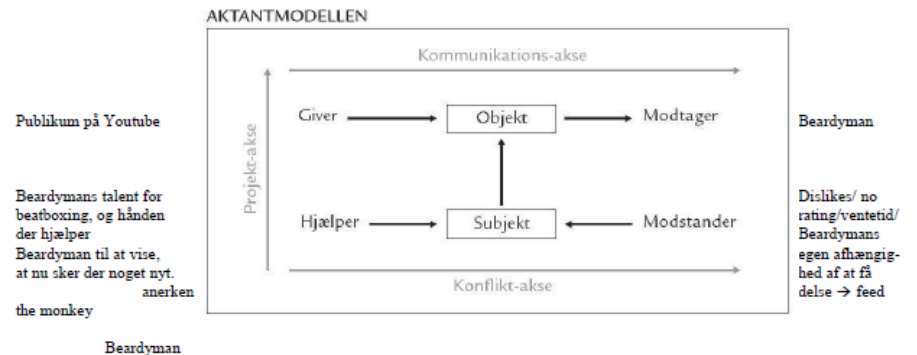 AKTANTMODELLEN
Kommunikations-akse
Projekt-akse
Publikum på Youtube
Giver
Objekt
Modtager
Beardyman
Beardymans talent for
beatboxing, og hånden
der hjælper
Beardyman til at vise,
at nu sker der noget nyt.
anerken
the monkey
Hjælper
Subjekt
Modstander
Dislikes/ no
rating/ventetid/
Beardymans
egen afhængig-
hed af at få
delse → feed
Konflikt-akse
Beardyman